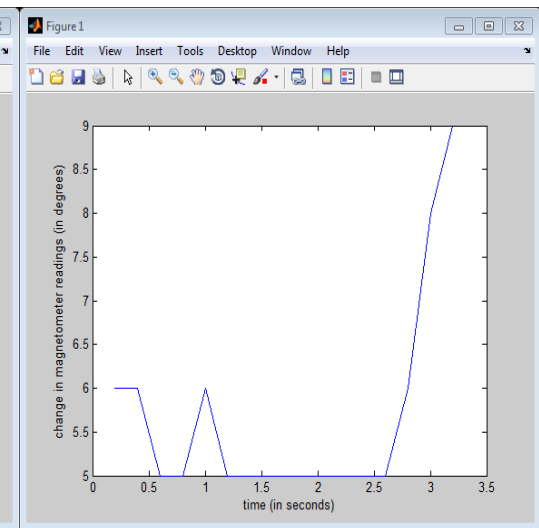 Figure 1
File Edit View Insert Tools Desktop Window Help
9
8.5
8
7.5
7
6.5
6
5.5
5
change in magnetometer readings (in degrees)
0 0.5 1 1.5 2 2.5 3 3.5
time (in seconds)